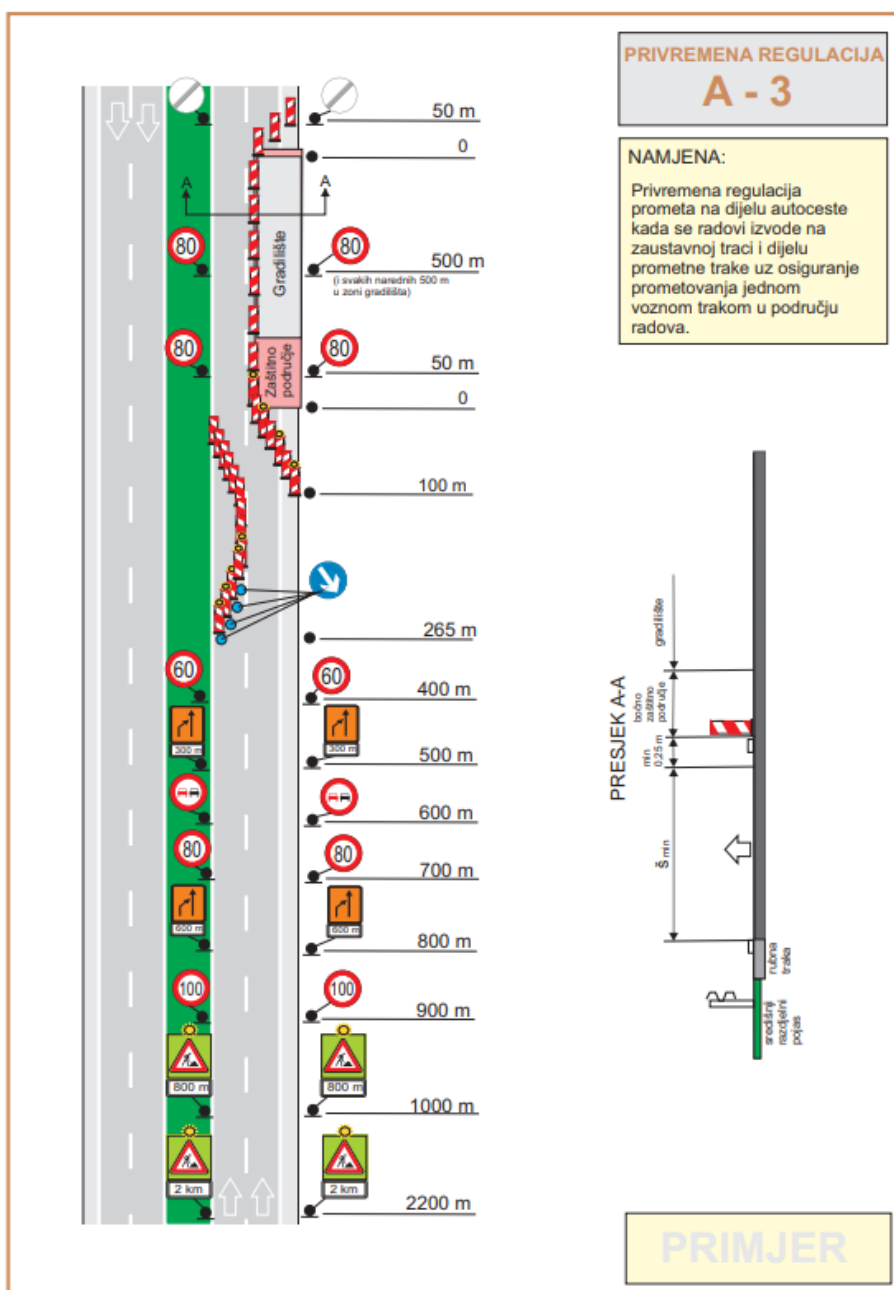 PRIVREMENA REGULACIJA
A - 3
NAMJENA:
Privremena regulacija
prometa na dijelu autoceste
kada se radovi izvode na
zaustavnoj traci i dijelu
prometne trake uz osiguranje
prometovanja jednom
voznom trakom u području
radova.
50 m
0
A
A
80
80
500 m
(i svakih narednih 500 m
u zoni gradilišta)
Gradilište
80
80
50 m
Zaštitno
područje
0
100 m
265 m
60
60
400 m
300 m
300 m
500 m
600 m
80
80
700 m
600 m
600 m
800 m
100
100
900 m
800 m
800 m
1000 m
2 km
2 km
2200 m
PRESJEK A-A
gradilište
bočno
zaštitno
područje
min
0,25 m
Š min
rubna
traka
središnji
razdjelni
pojas
PRIMJER